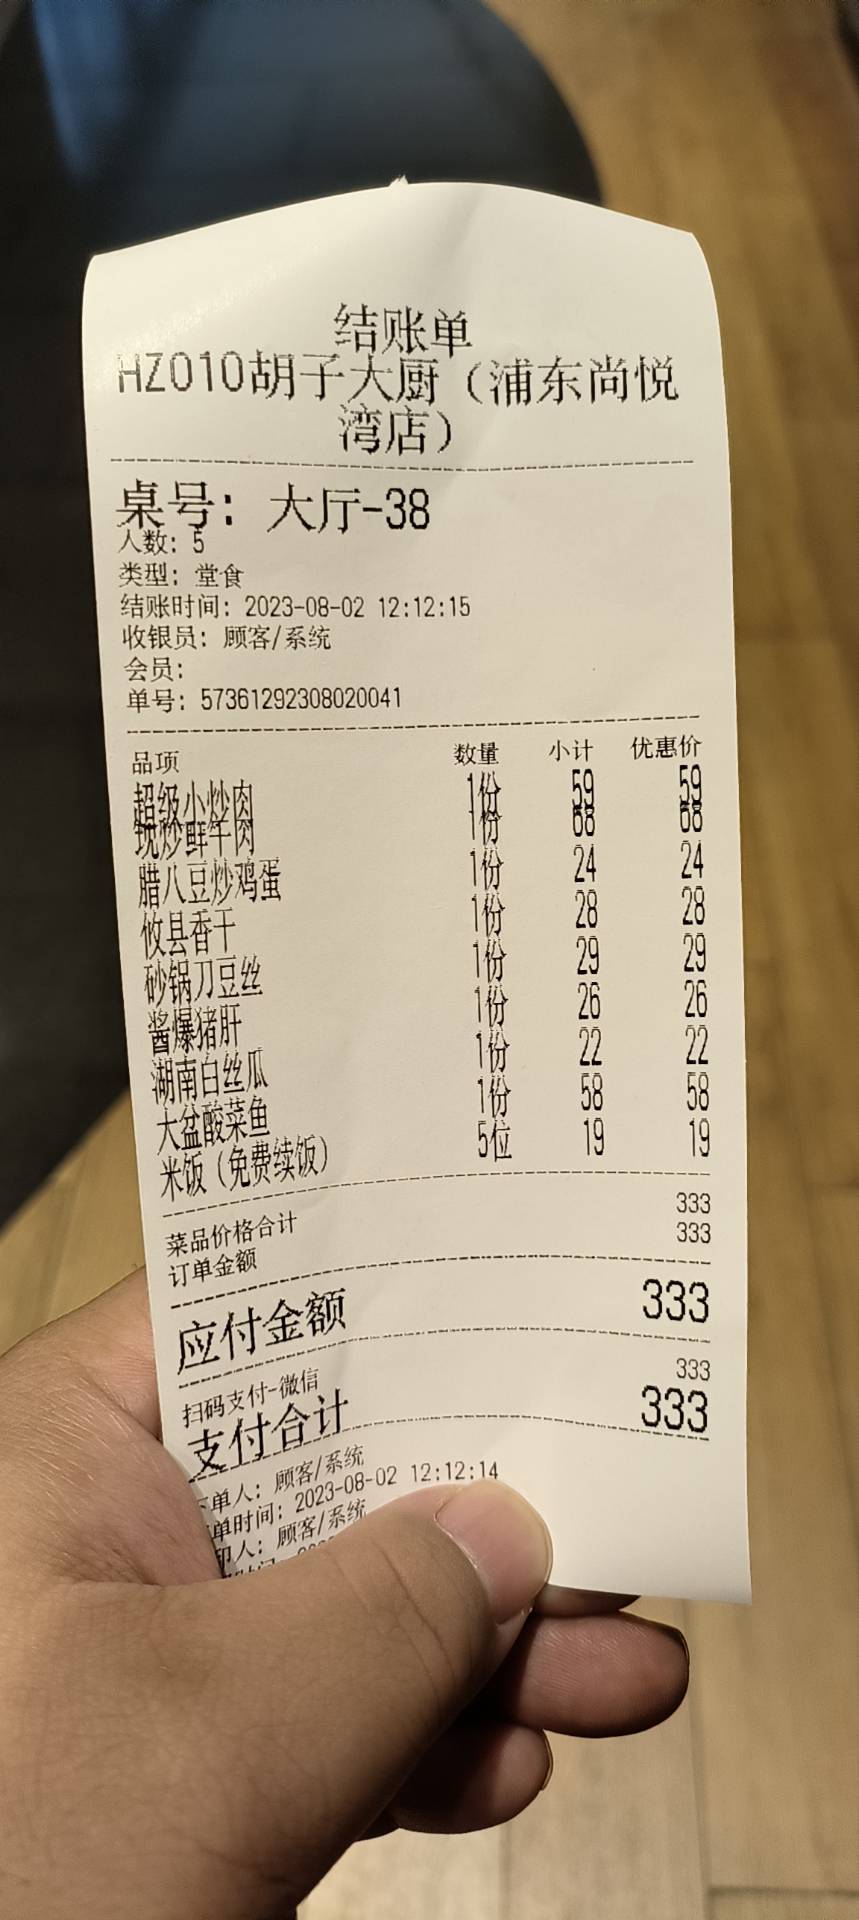 结账单
HZ010胡子大厨（浦东尚悦
湾店）
桌号：大厅-38
人数：5
类型：堂食
结账时间：2023-08-02 12:12:15
收银员：顾客/系统
会员：
单号：57361292308020041
品项 数量 小计 优惠价
超级小炒肉 1份 59 59
现炒鲜牛肉 1份 68 68
腊八豆炒鸡蛋 1份 24 24
攸县香干 1份 28 28
砂锅刀豆丝 1份 29 29
酱爆猪肝 1份 26 26
湖南白丝瓜 1份 22 22
大盆酸菜鱼 1份 58 58
米饭（免费续饭） 5位 19 19
菜品价格合计 333
订单金额 333
应付金额 333
扫码支付-微信 333
支付合计 333
单人：顾客/系统
单时间：2023-08-02 12:12:14
印人：顾客/系统